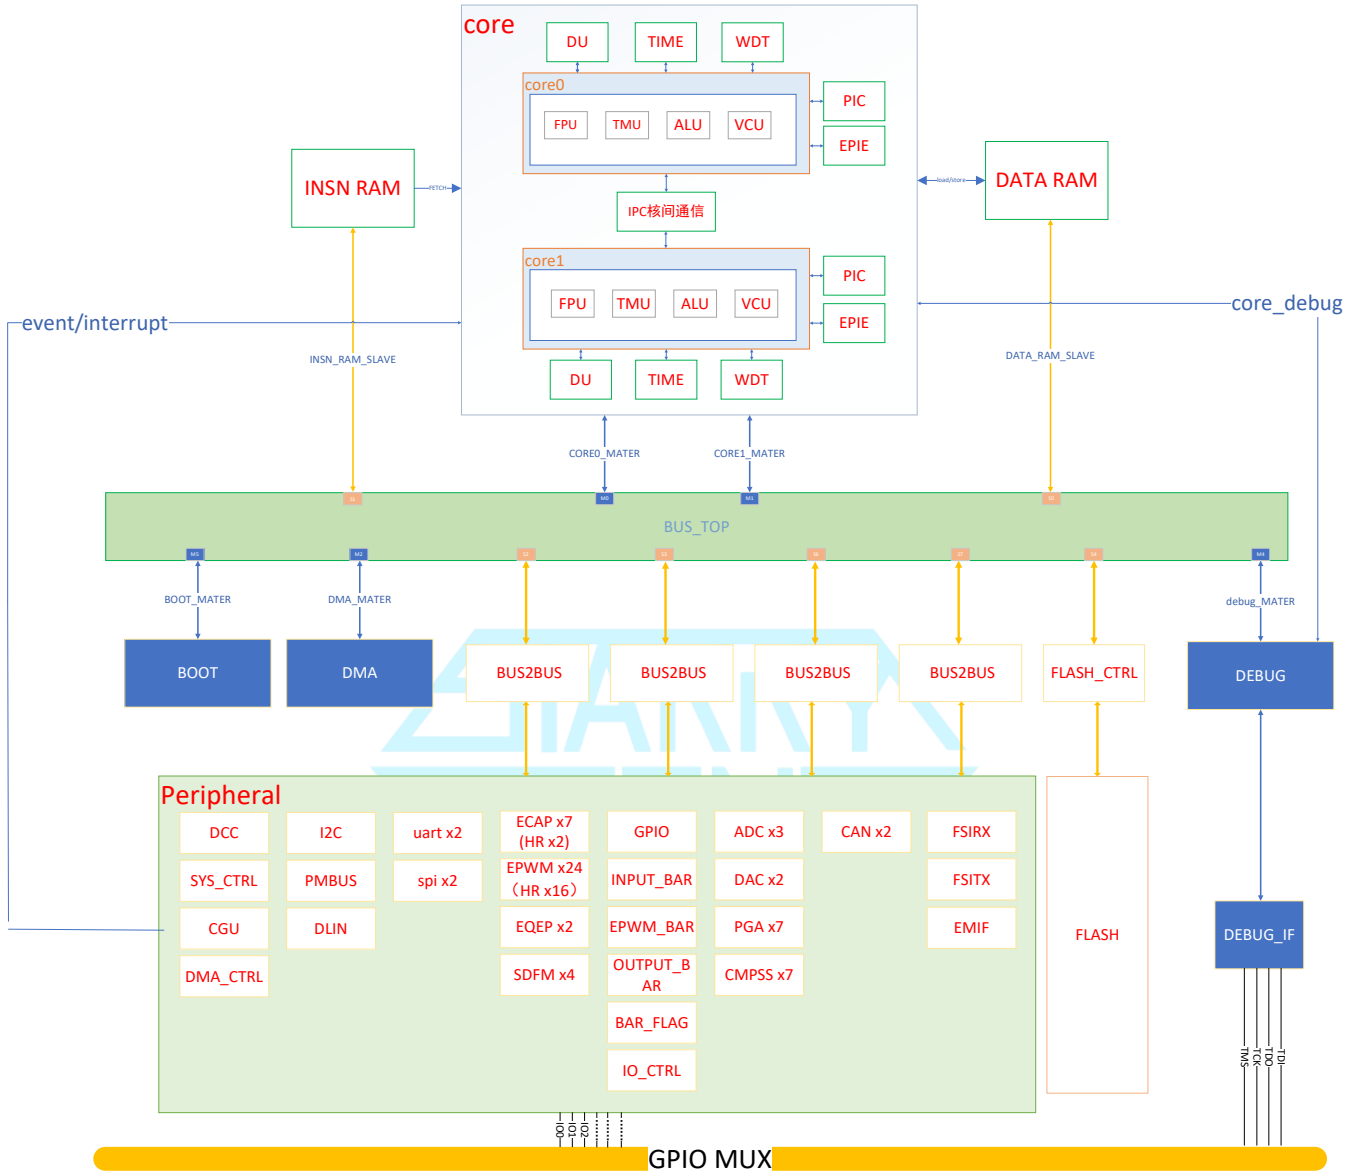 core
DU
TIME
WDT
core0
FPU
TMU
ALU
VCU
PIC
EPIE
INSN RAM
FETCH
load/store
DATA RAM
IPC核间通信
core1
FPU
TMU
ALU
VCU
PIC
EPIE
event/interrupt
core_debug
DU
TIME
WDT
INSN_RAM_SLAVE
DATA_RAM_SLAVE
CORE0_MATER
CORE1_MATER
M0
BUS_TOP
M2
M4
BOOT_MATER
DMA_MATER
debug_MATER
BOOT
DMA
BUS2BUS
BUS2BUS
BUS2BUS
BUS2BUS
FLASH_CTRL
DEBUG
Peripheral
DCC
I2C
uart x2
ECAP x7
(HR x2)
GPIO
ADC x3
CAN x2
FSIRX
SYS_CTRL
PMBUS
spi x2
EPWM x24
（HR x16）
INPUT_BAR
DAC x2
FSITX
CGU
DLIN
EQEP x2
EPWM_BAR
PGA x7
EMIF
FLASH
DEBUG_IF
DMA_CTRL
SDFM x4
OUTPUT_B
AR
CMPSS x7
BAR_FLAG
IO_CTRL
TMS
TCK
TDO
TDI
IO0
IO1
IO2
GPIO MUX